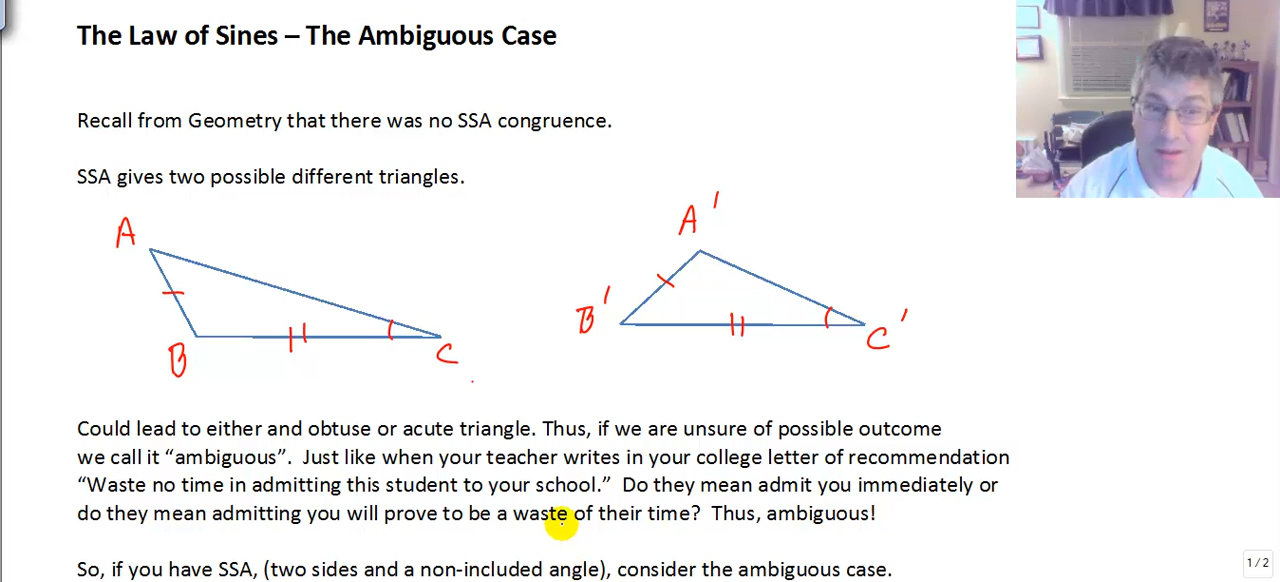 The Law of Sines – The Ambiguous Case
Recall from Geometry that there was no SSA congruence.
SSA gives two possible different triangles.
A
B
C
A'
B'
C'
Could lead to either and obtuse or acute triangle. Thus, if we are unsure of possible outcome
we call it “ambiguous”.  Just like when your teacher writes in your college letter of recommendation
“Waste no time in admitting this student to your school.”  Do they mean admit you immediately or
do they mean admitting you will prove to be a waste of their time?  Thus, ambiguous!
So, if you have SSA, (two sides and a non-included angle), consider the ambiguous case.
1 / 2